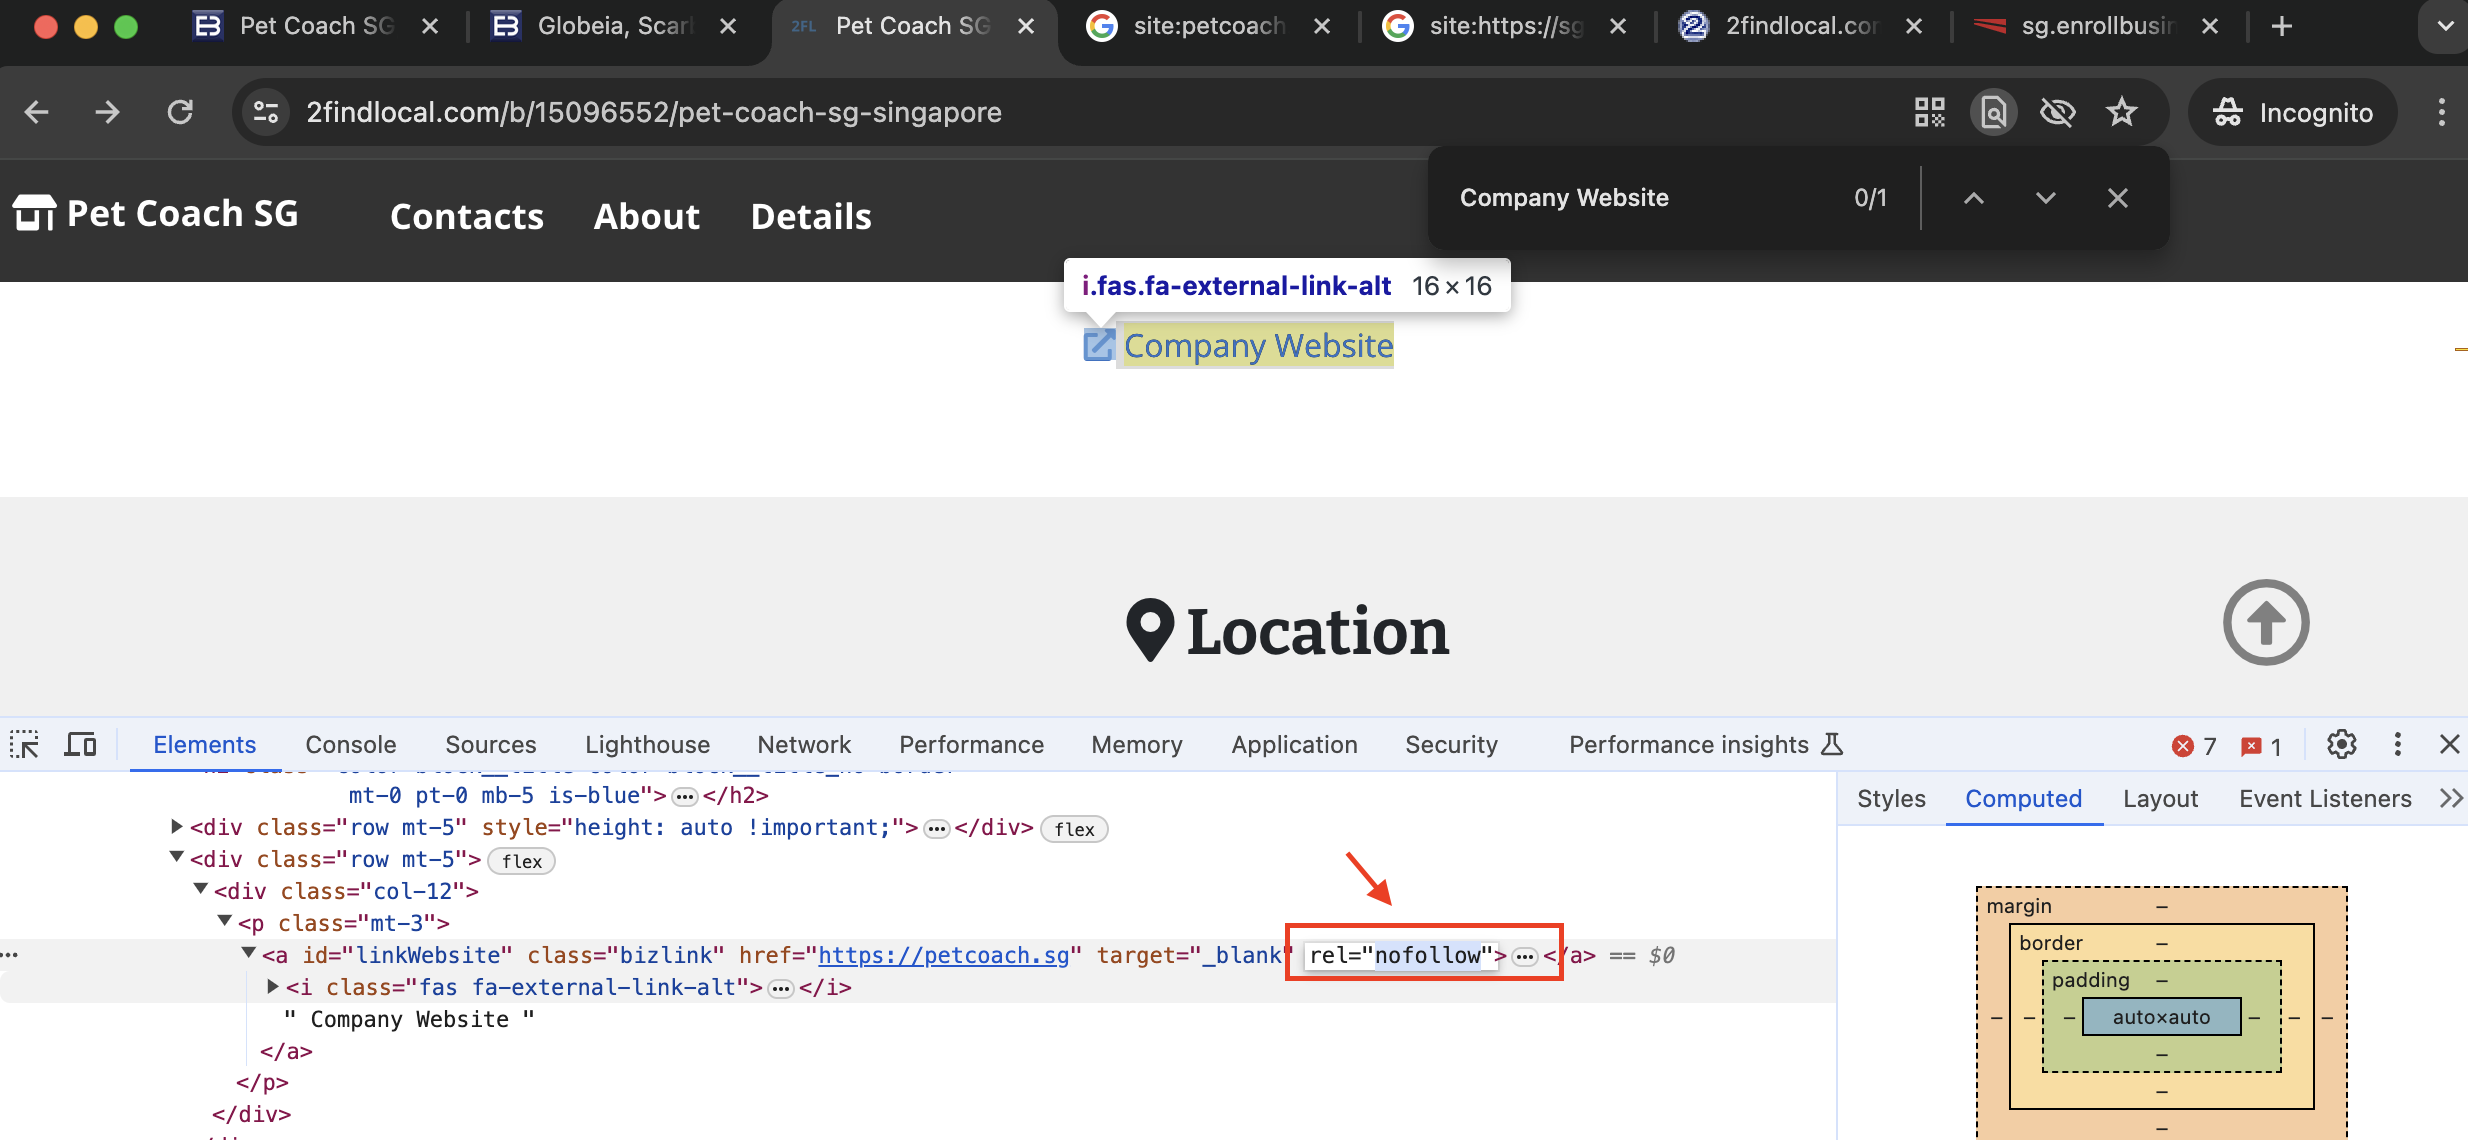 Pet Coach SG
Globeia, Scar
2FL Pet Coach SG
site:petcoach
site:https://sg
2findlocal.com
sg.enrollbusin
2findlocal.com/b/15096552/pet-coach-sg-singapore
Incognito
Company Website 0/1
Pet Coach SG Contacts About Details
i.fas.fa-external-link-alt 16×16
Company Website
Location
Elements Console Sources Lighthouse Network Performance Memory Application Security Performance insights 7 1
mt-0 pt-0 mb-5 is-blue">…</h2>
<div class="row mt-5" style="height: auto !important;">…</div> flex
<div class="row mt-5"> flex
<div class="col-12">
<p class="mt-3">
<a id="linkWebsite" class="bizlink" href="https://petcoach.sg" target="_blank" rel="nofollow">…</a> == $0
<i class="fas fa-external-link-alt">…</i>
" Company Website "
</a>
</p>
</div>
Styles Computed Layout Event Listeners
margin –
border –
padding –
– – – auto×auto – – –
–
–
–